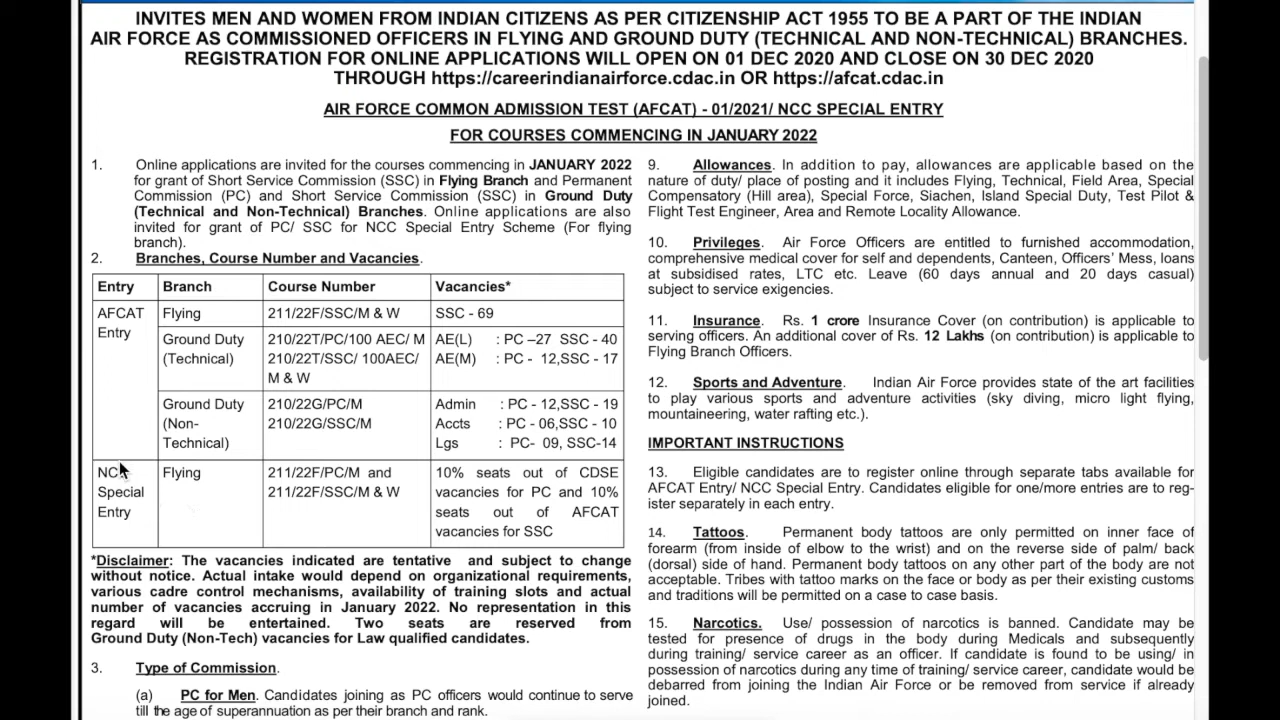 INVITES MEN AND WOMEN FROM INDIAN CITIZENS AS PER CITIZENSHIP ACT 1955 TO BE A PART OF THE INDIAN
AIR FORCE AS COMMISSIONED OFFICERS IN FLYING AND GROUND DUTY (TECHNICAL AND NON-TECHNICAL) BRANCHES.
REGISTRATION FOR ONLINE APPLICATIONS WILL OPEN ON 01 DEC 2020 AND CLOSE ON 30 DEC 2020
THROUGH https://careerindianairforce.cdac.in OR https://afcat.cdac.in
AIR FORCE COMMON ADMISSION TEST (AFCAT) - 01/2021/ NCC SPECIAL ENTRY
FOR COURSES COMMENCING IN JANUARY 2022
1. Online applications are invited for the courses commencing in JANUARY 2022
for grant of Short Service Commission (SSC) in Flying Branch and Permanent
Commission (PC) and Short Service Commission (SSC) in Ground Duty
(Technical and Non-Technical) Branches. Online applications are also
invited for grant of PC/ SSC for NCC Special Entry Scheme (For flying
branch).
2. Branches, Course Number and Vacancies.
Entry Branch Course Number Vacancies*
AFCAT Entry Flying 211/22F/SSC/M & W SSC - 69
Ground Duty 210/22T/PC/100 AEC/ M AE(L) : PC –27 SSC - 40
(Technical) 210/22T/SSC/ 100AEC/ AE(M) : PC - 12,SSC - 17
M & W
Ground Duty 210/22G/PC/M Admin : PC - 12,SSC - 19
(Non- 210/22G/SSC/M Accts : PC - 06,SSC - 10
Technical) Lgs : PC- 09, SSC-14
NCC Flying 211/22F/PC/M and 10% seats out of CDSE
Special 211/22F/SSC/M & W vacancies for PC and 10%
Entry seats out of AFCAT
vacancies for SSC
*Disclaimer: The vacancies indicated are tentative and subject to change
without notice. Actual intake would depend on organizational requirements,
various cadre control mechanisms, availability of training slots and actual
number of vacancies accruing in January 2022. No representation in this
regard will be entertained. Two seats are reserved from
Ground Duty (Non-Tech) vacancies for Law qualified candidates.
3. Type of Commission.
(a) PC for Men. Candidates joining as PC officers would continue to serve
till the age of superannuation as per their branch and rank.
9. Allowances. In addition to pay, allowances are applicable based on the
nature of duty/ place of posting and it includes Flying, Technical, Field Area, Special
Compensatory (Hill area), Special Force, Siachen, Island Special Duty, Test Pilot &
Flight Test Engineer, Area and Remote Locality Allowance.
10. Privileges. Air Force Officers are entitled to furnished accommodation,
comprehensive medical cover for self and dependents, Canteen, Officers' Mess, loans
at subsidised rates, LTC etc. Leave (60 days annual and 20 days casual)
subject to service exigencies.
11. Insurance. Rs. 1 crore Insurance Cover (on contribution) is applicable to
serving officers. An additional cover of Rs. 12 Lakhs (on contribution) is applicable to
Flying Branch Officers.
12. Sports and Adventure. Indian Air Force provides state of the art facilities
to play various sports and adventure activities (sky diving, micro light flying,
mountaineering, water rafting etc.).
IMPORTANT INSTRUCTIONS
13. Eligible candidates are to register online through separate tabs available for
AFCAT Entry/ NCC Special Entry. Candidates eligible for one/more entries are to reg-
ister separately in each entry.
14. Tattoos. Permanent body tattoos are only permitted on inner face of
forearm (from inside of elbow to the wrist) and on the reverse side of palm/ back
(dorsal) side of hand. Permanent body tattoos on any other part of the body are not
acceptable. Tribes with tattoo marks on the face or body as per their existing customs
and traditions will be permitted on a case to case basis.
15. Narcotics. Use/ possession of narcotics is banned. Candidate may be
tested for presence of drugs in the body during Medicals and subsequently
during training/ service career as an officer. If candidate is found to be using/ in
possession of narcotics during any time of training/ service career, candidate would be
debarred from joining the Indian Air Force or be removed from service if already
joined.